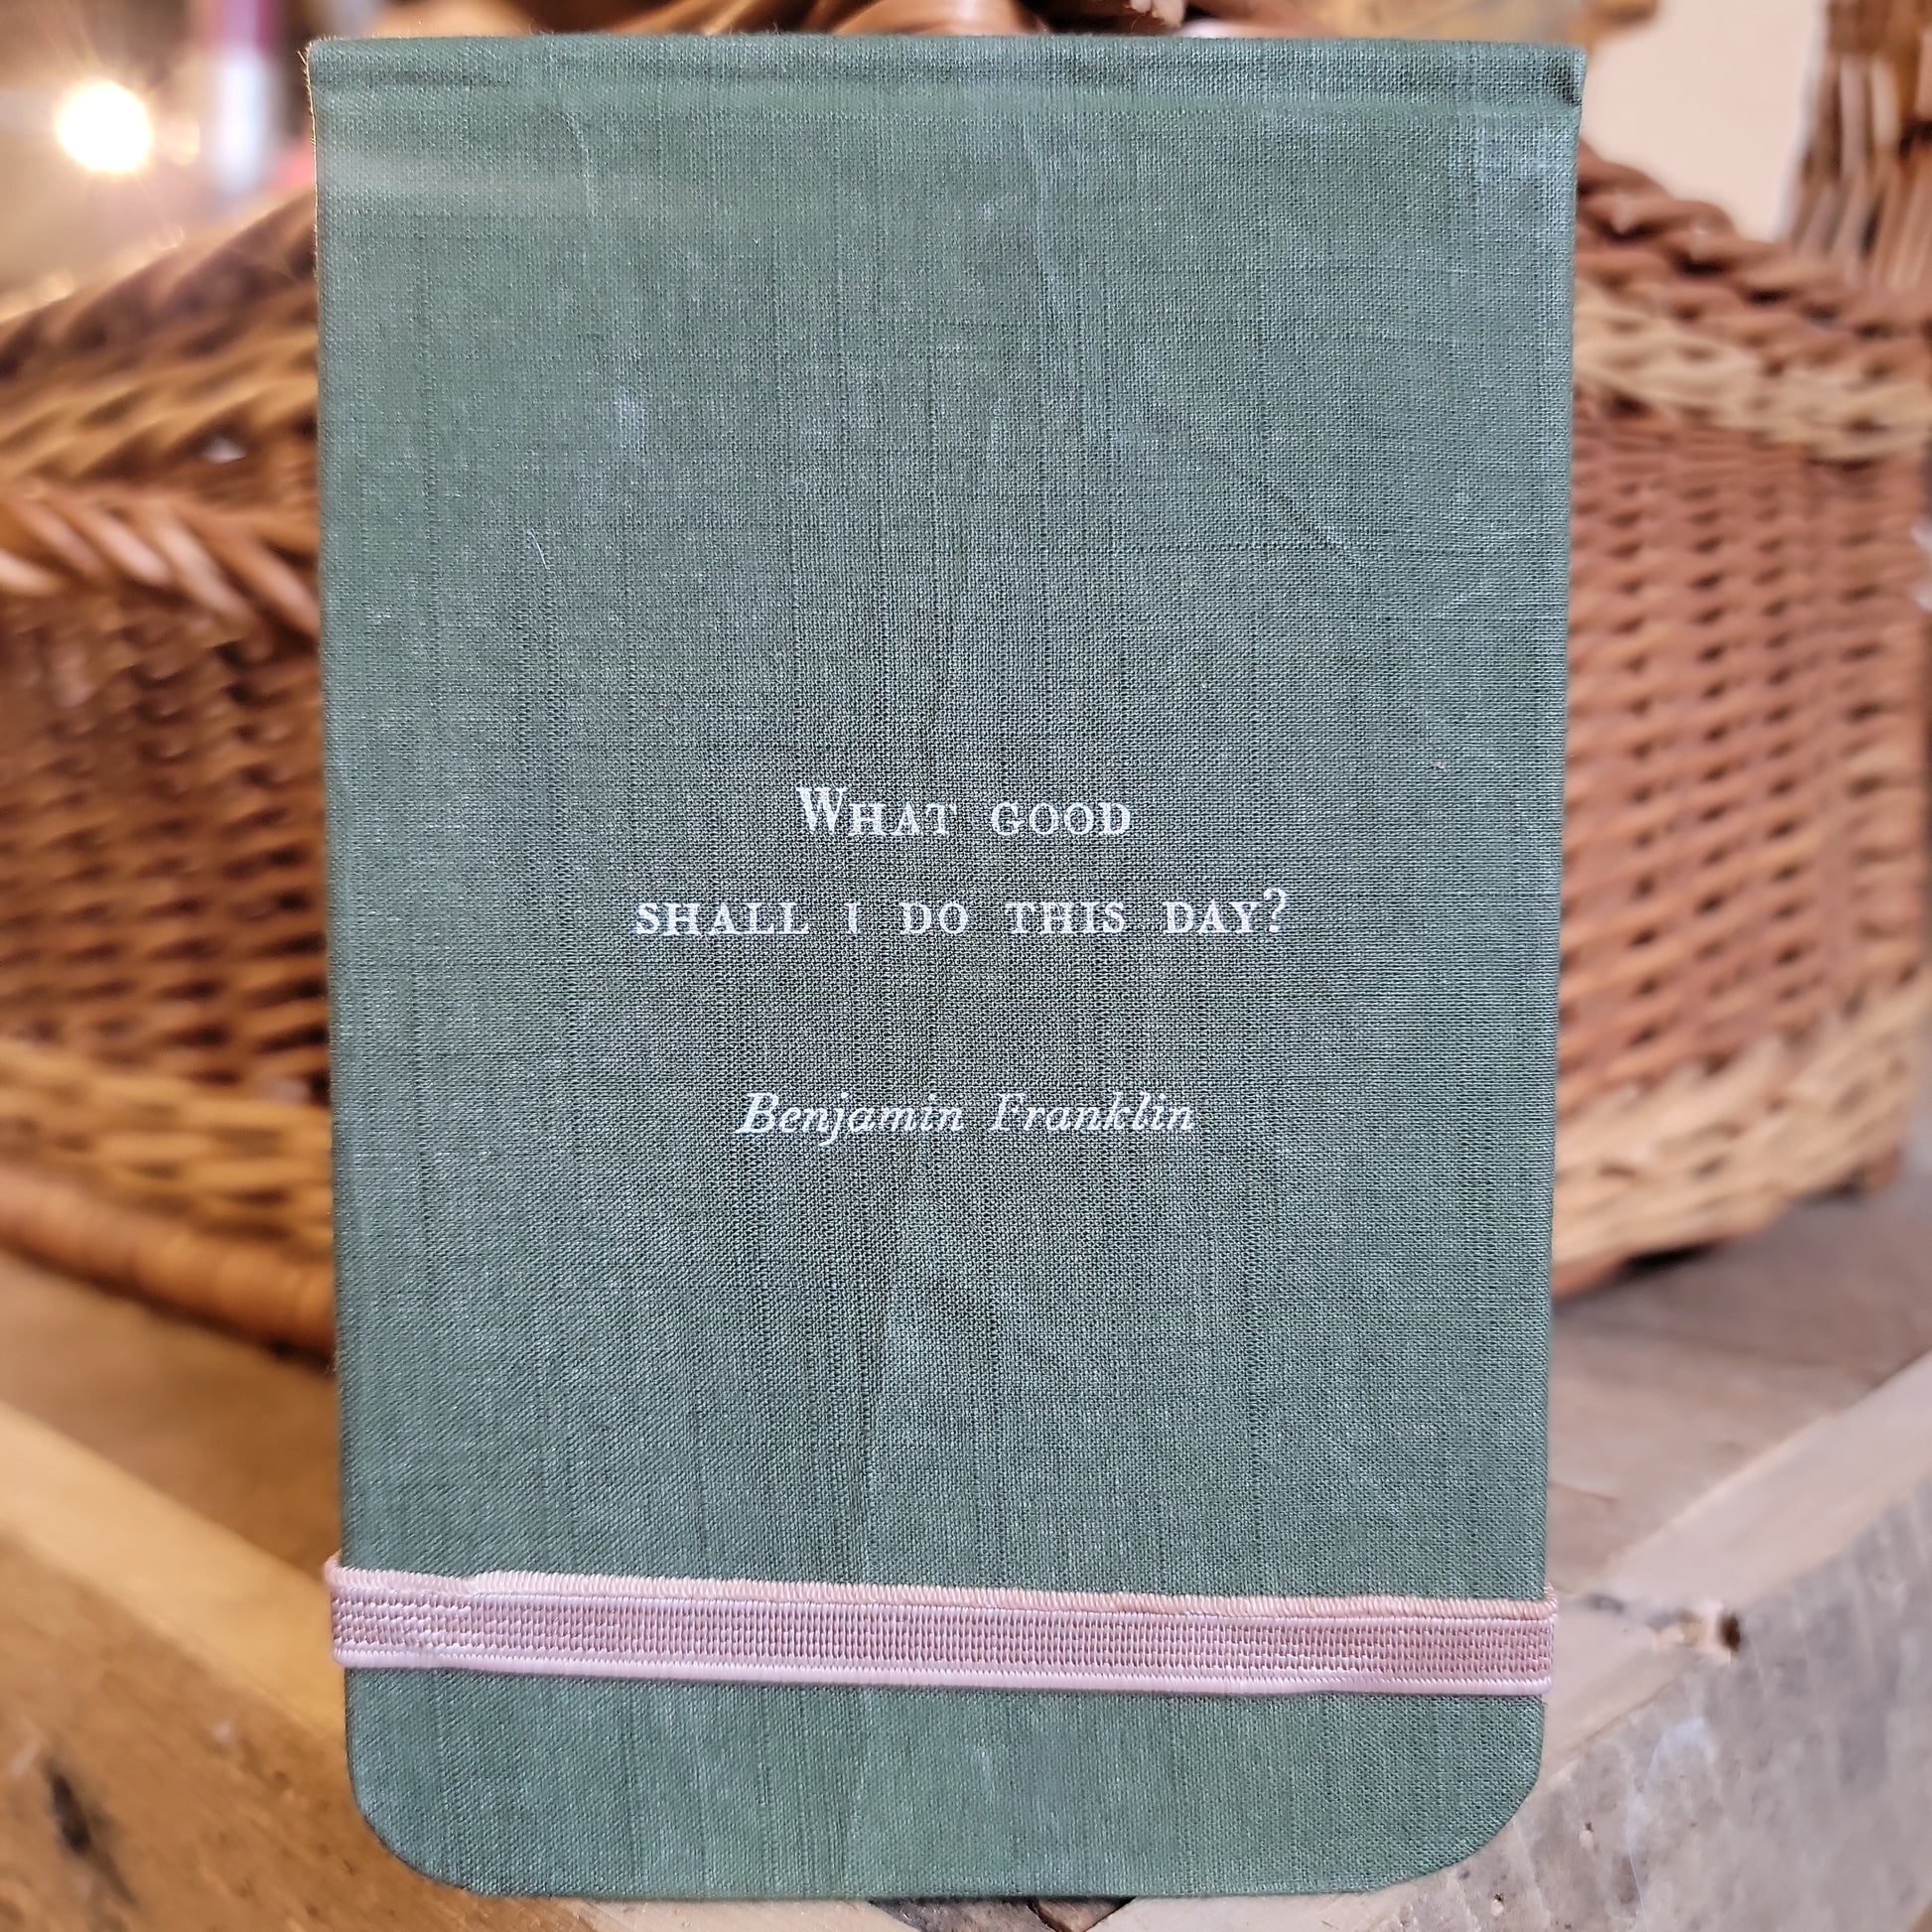 What good
shall i do this day?
Benjamin Franklin